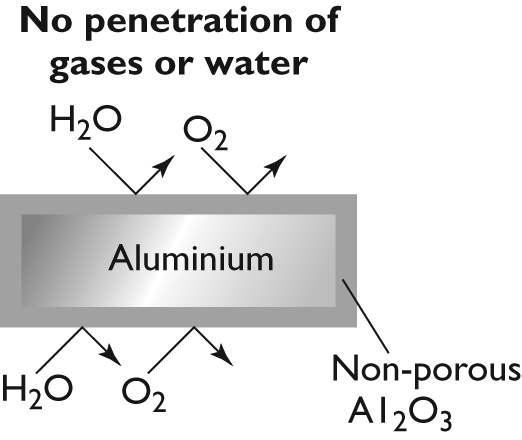 No penetration of
gases or water
H₂O
O₂
Aluminium
H₂O
O₂
Non-porous
Al₂O₃